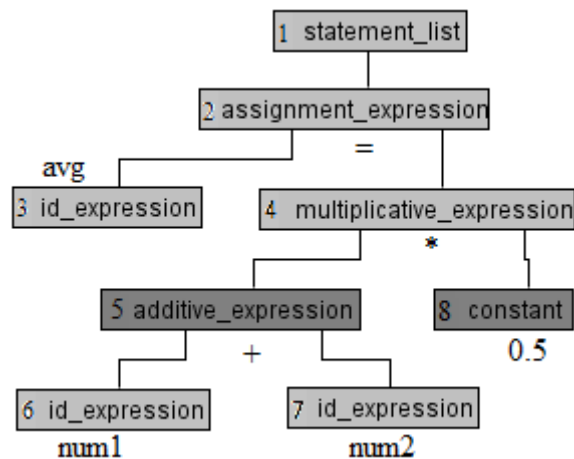 1 statement_list
2 assignment_expression
avg
=
3 id_expression
4 multiplicative_expression
*
5 additive_expression
8 constant
+
0.5
6 id_expression
7 id_expression
num1
num2